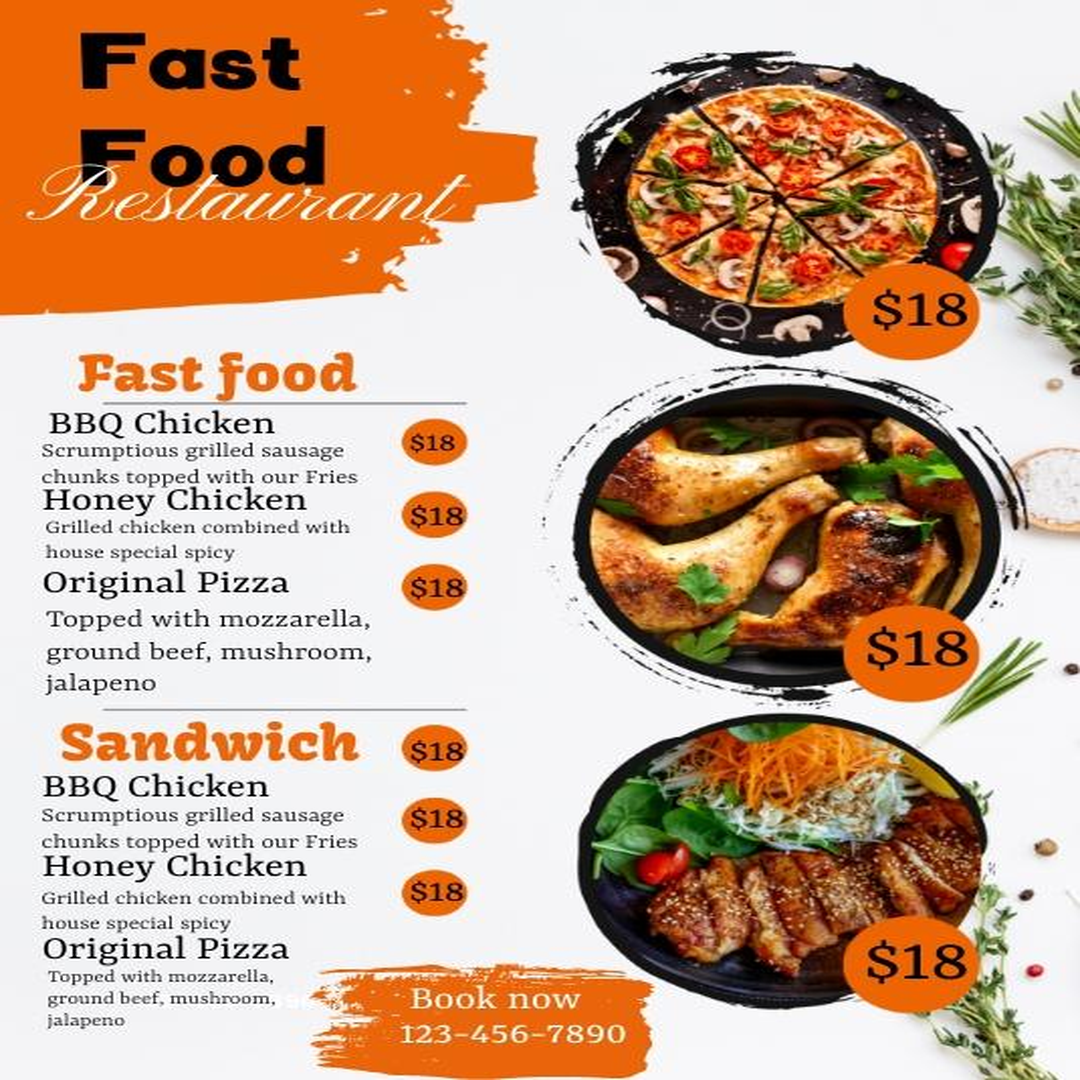 Fast
Food
Restaurant
$18
Fast food
BBQ Chicken
$18
Scrumptious grilled sausage
chunks topped with our Fries
Honey Chicken
$18
Grilled chicken combined with
house special spicy
Original Pizza
$18
Topped with mozzarella,
ground beef, mushroom,
jalapeno
$18
Sandwich
$18
BBQ Chicken
Scrumptious grilled sausage
$18
chunks topped with our Fries
Honey Chicken
$18
Grilled chicken combined with
house special spicy
Original Pizza
$18
Topped with mozzarella,
ground beef, mushroom,
jalapeno
Book now
123-456-7890